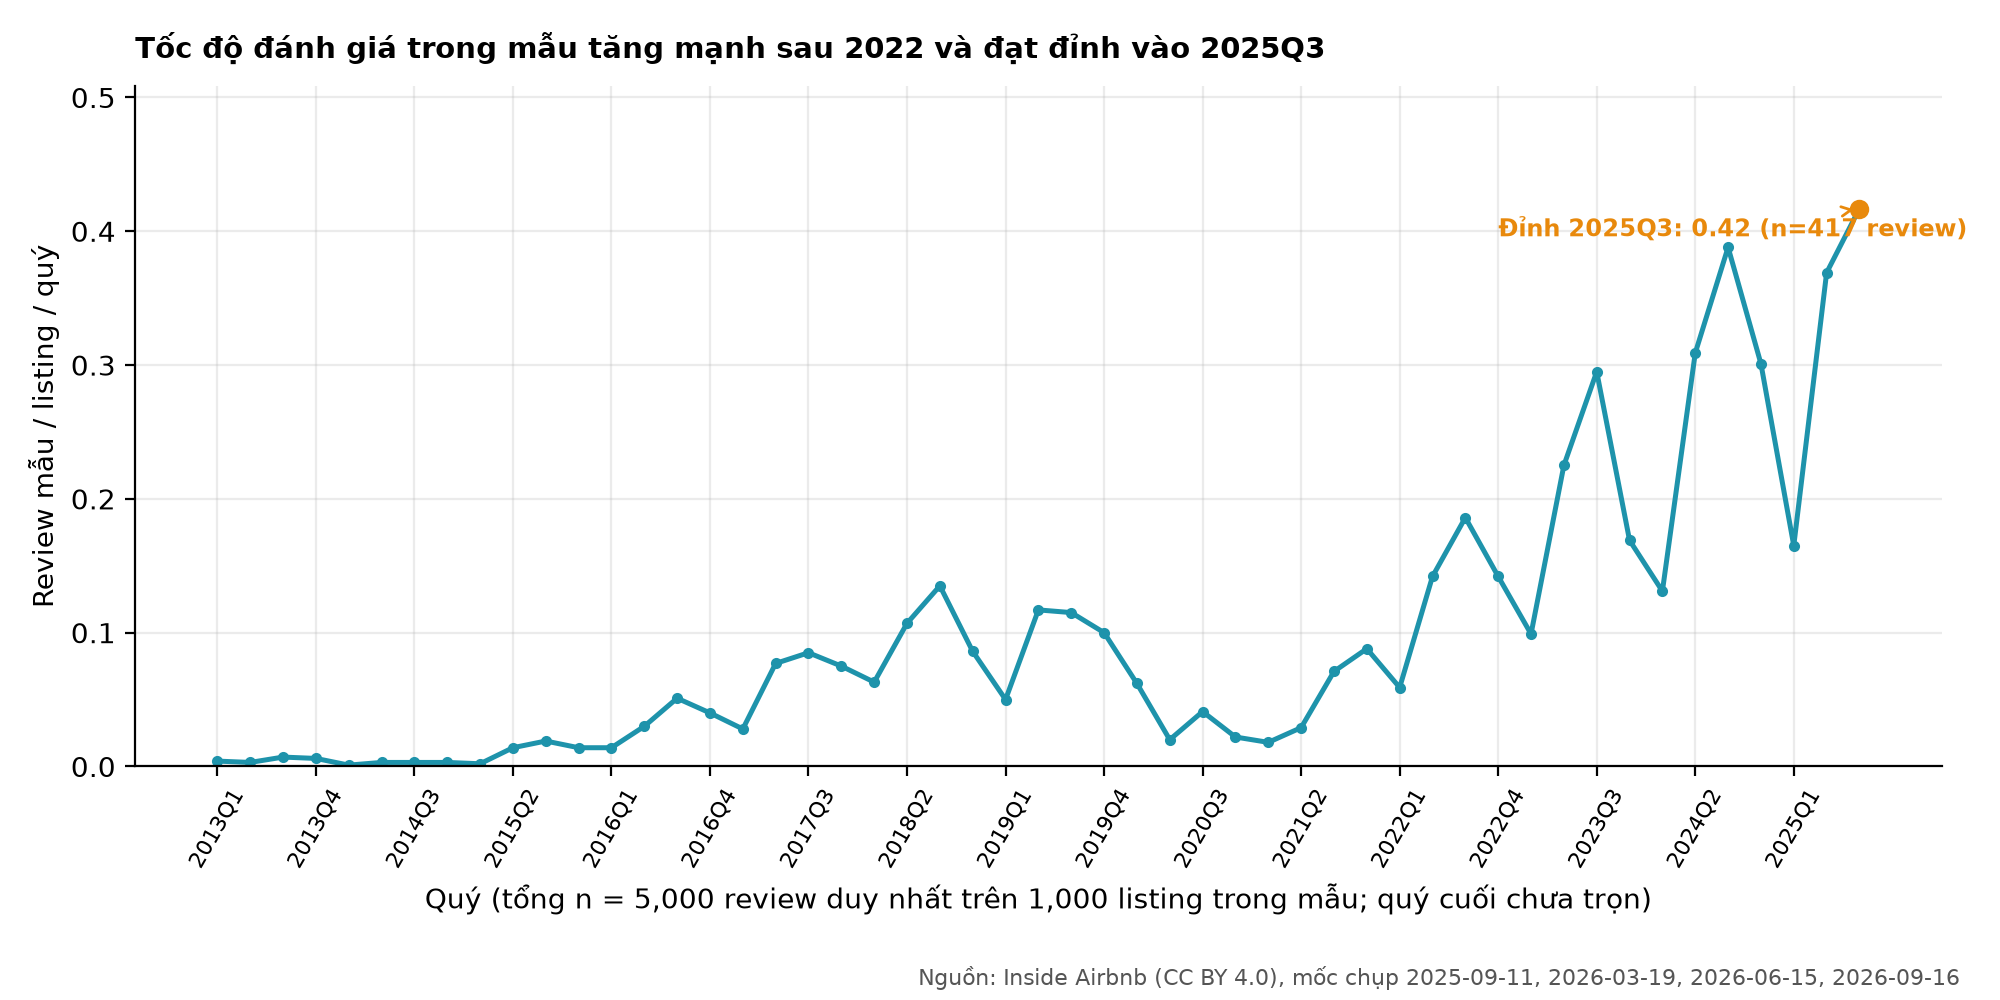 Tốc độ đánh giá trong mẫu tăng mạnh sau 2022 và đạt đỉnh vào 2025Q3
Review mẫu / listing / quý
0.5
0.4
0.3
0.2
0.1
0.0
Đỉnh 2025Q3: 0.42 (n=417 review)
2013Q1
2013Q4
2014Q3
2015Q2
2016Q1
2016Q4
2017Q3
2018Q2
2019Q1
2019Q4
2020Q3
2021Q2
2022Q1
2022Q4
2023Q3
2024Q2
2025Q1
Quý (tổng n = 5,000 review duy nhất trên 1,000 listing trong mẫu; quý cuối chưa trọn)
Nguồn: Inside Airbnb (CC BY 4.0), mốc chụp 2025-09-11, 2026-03-19, 2026-06-15, 2026-09-16